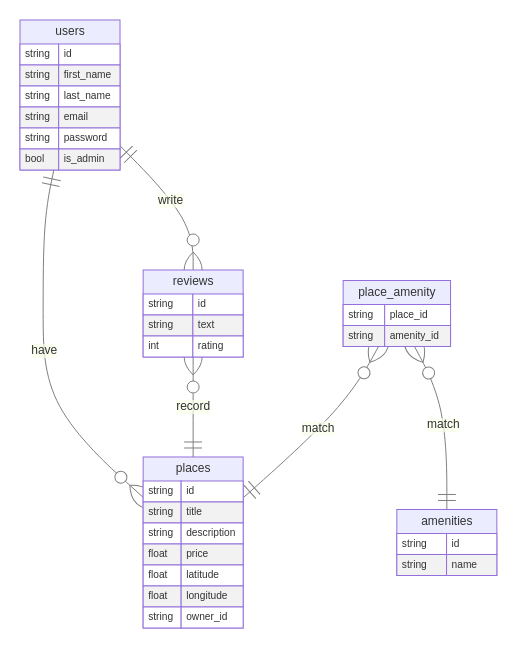 users
string id
string first_name
string last_name
string email
string password
bool is_admin
write
reviews
string id
string text
int rating
place_amenity
string place_id
string amenity_id
have
record
match
match
places
string id
string title
string description
float price
float latitude
float longitude
string owner_id
amenities
string id
string name